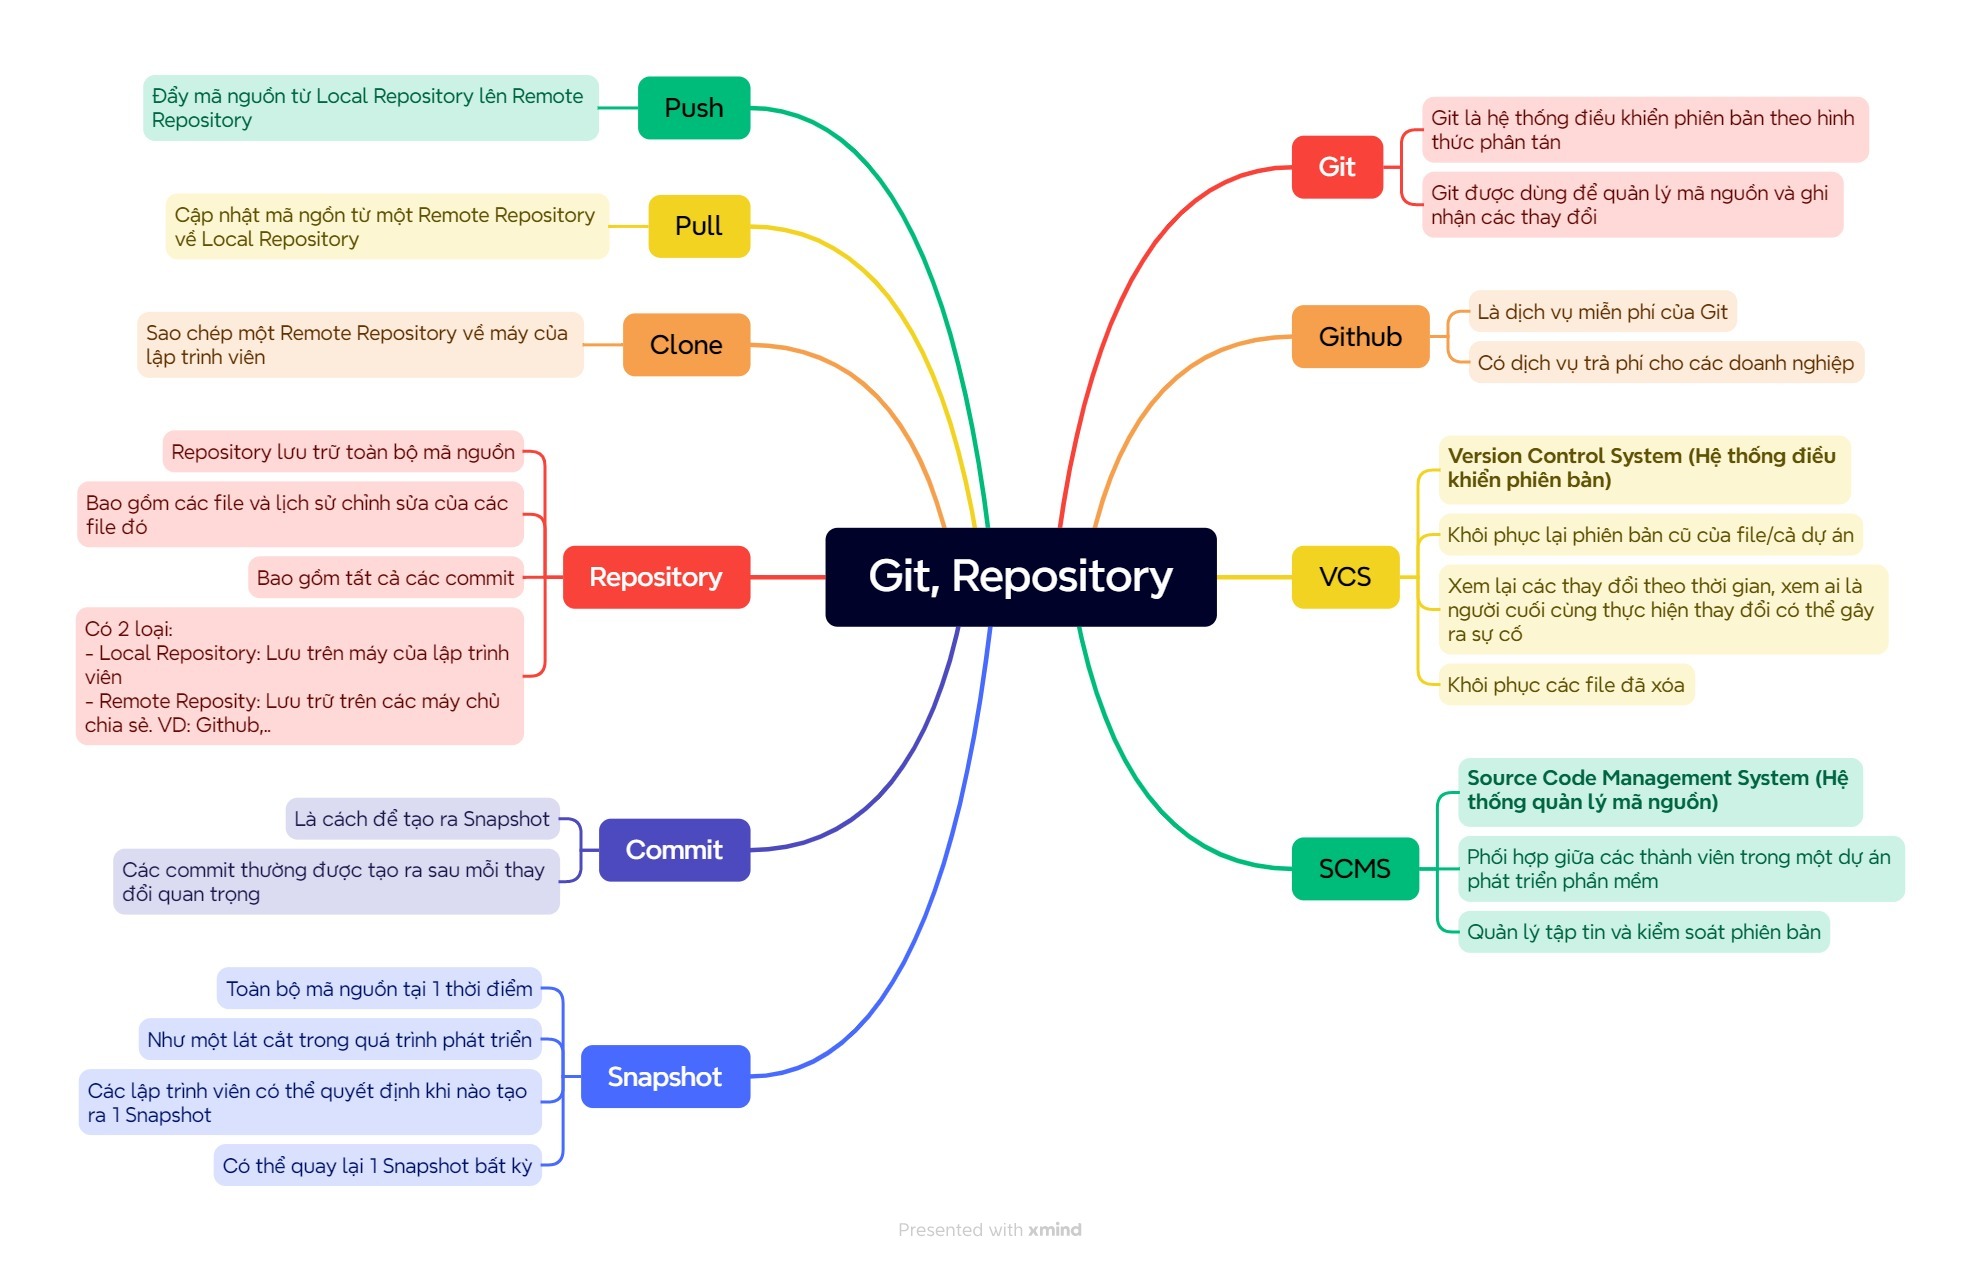 Git, Repository
Git
Git là hệ thống điều khiển phiên bản theo hình
thức phân tán
Git được dùng để quản lý mã nguồn và ghi
nhận các thay đổi
Github
Là dịch vụ miễn phí của Git
Có dịch vụ trả phí cho các doanh nghiệp
VCS
Version Control System (Hệ thống điều
khiển phiên bản)
Khôi phục lại phiên bản cũ của file/cả dự án
Xem lại các thay đổi theo thời gian, xem ai là
người cuối cùng thực hiện thay đổi có thể gây
ra sự cố
Khôi phục các file đã xóa
SCMS
Source Code Management System (Hệ
thống quản lý mã nguồn)
Phối hợp giữa các thành viên trong một dự án
phát triển phần mềm
Quản lý tập tin và kiểm soát phiên bản
Push
Đẩy mã nguồn từ Local Repository lên Remote
Repository
Pull
Cập nhật mã ngồn từ một Remote Repository
về Local Repository
Clone
Sao chép một Remote Repository về máy của
lập trình viên
Repository
Repository lưu trữ toàn bộ mã nguồn
Bao gồm các file và lịch sử chỉnh sửa của các
file đó
Bao gồm tất cả các commit
Có 2 loại:
- Local Repository: Lưu trên máy của lập trình
viên
- Remote Reposity: Lưu trữ trên các máy chủ
chia sẻ. VD: Github,..
Commit
Là cách để tạo ra Snapshot
Các commit thường được tạo ra sau mỗi thay
đổi quan trọng
Snapshot
Toàn bộ mã nguồn tại 1 thời điểm
Như một lát cắt trong quá trình phát triển
Các lập trình viên có thể quyết định khi nào tạo
ra 1 Snapshot
Có thể quay lại 1 Snapshot bất kỳ
Presented with xmind